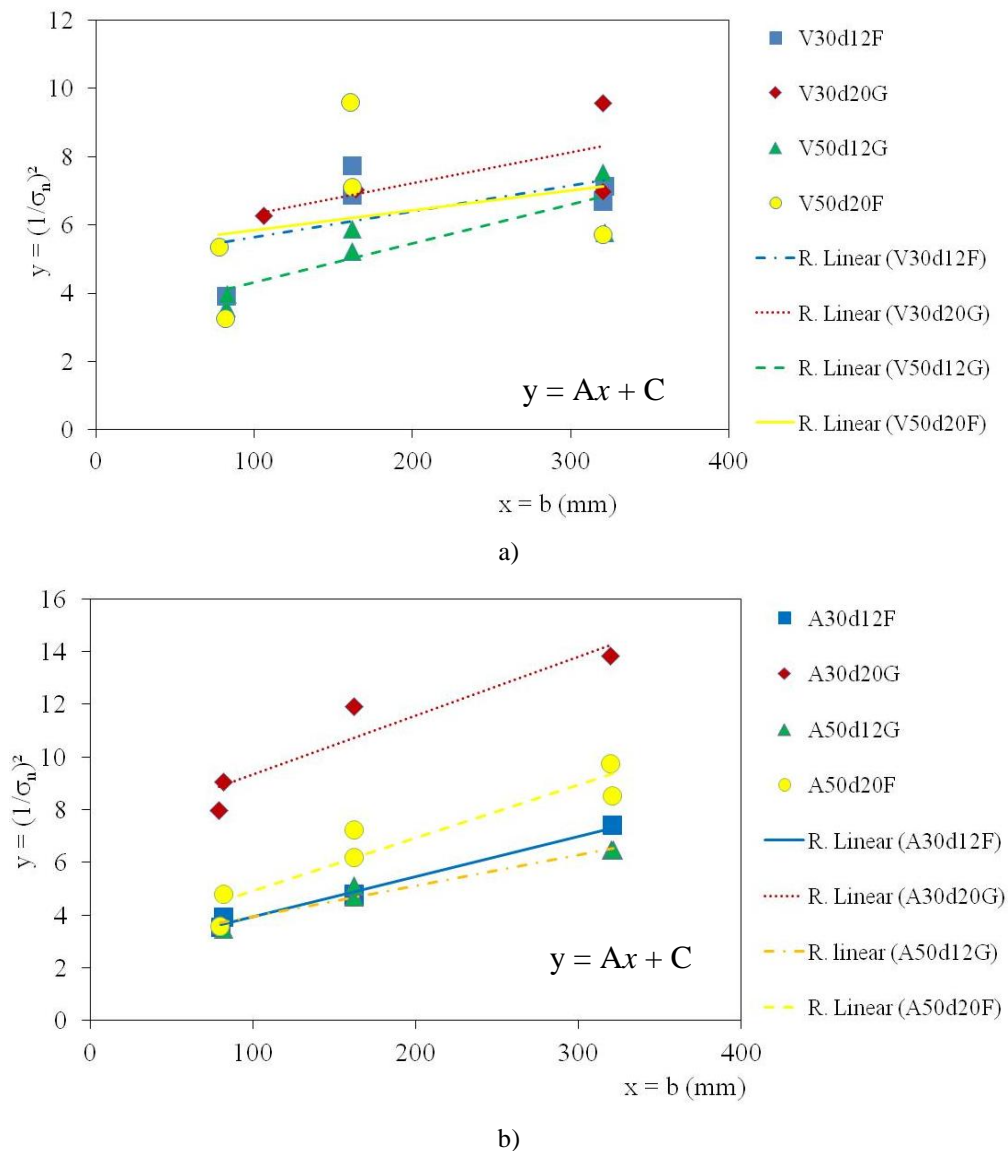 12
10
8
6
4
2
0
y = (1/σn)²
0
100
200
300
400
x = b (mm)
y = Ax + C
V30d12F
V30d20G
V50d12G
V50d20F
R. Linear (V30d12F)
R. Linear (V30d20G)
R. Linear (V50d12G)
R. Linear (V50d20F)
a)
16
14
12
10
8
6
4
2
0
y = (1/σn)²
0
100
200
300
400
x = b (mm)
y = Ax + C
A30d12F
A30d20G
A50d12G
A50d20F
R. Linear (A30d12F)
R. Linear (A30d20G)
R. linear (A50d12G)
R. Linear (A50d20F)
b)